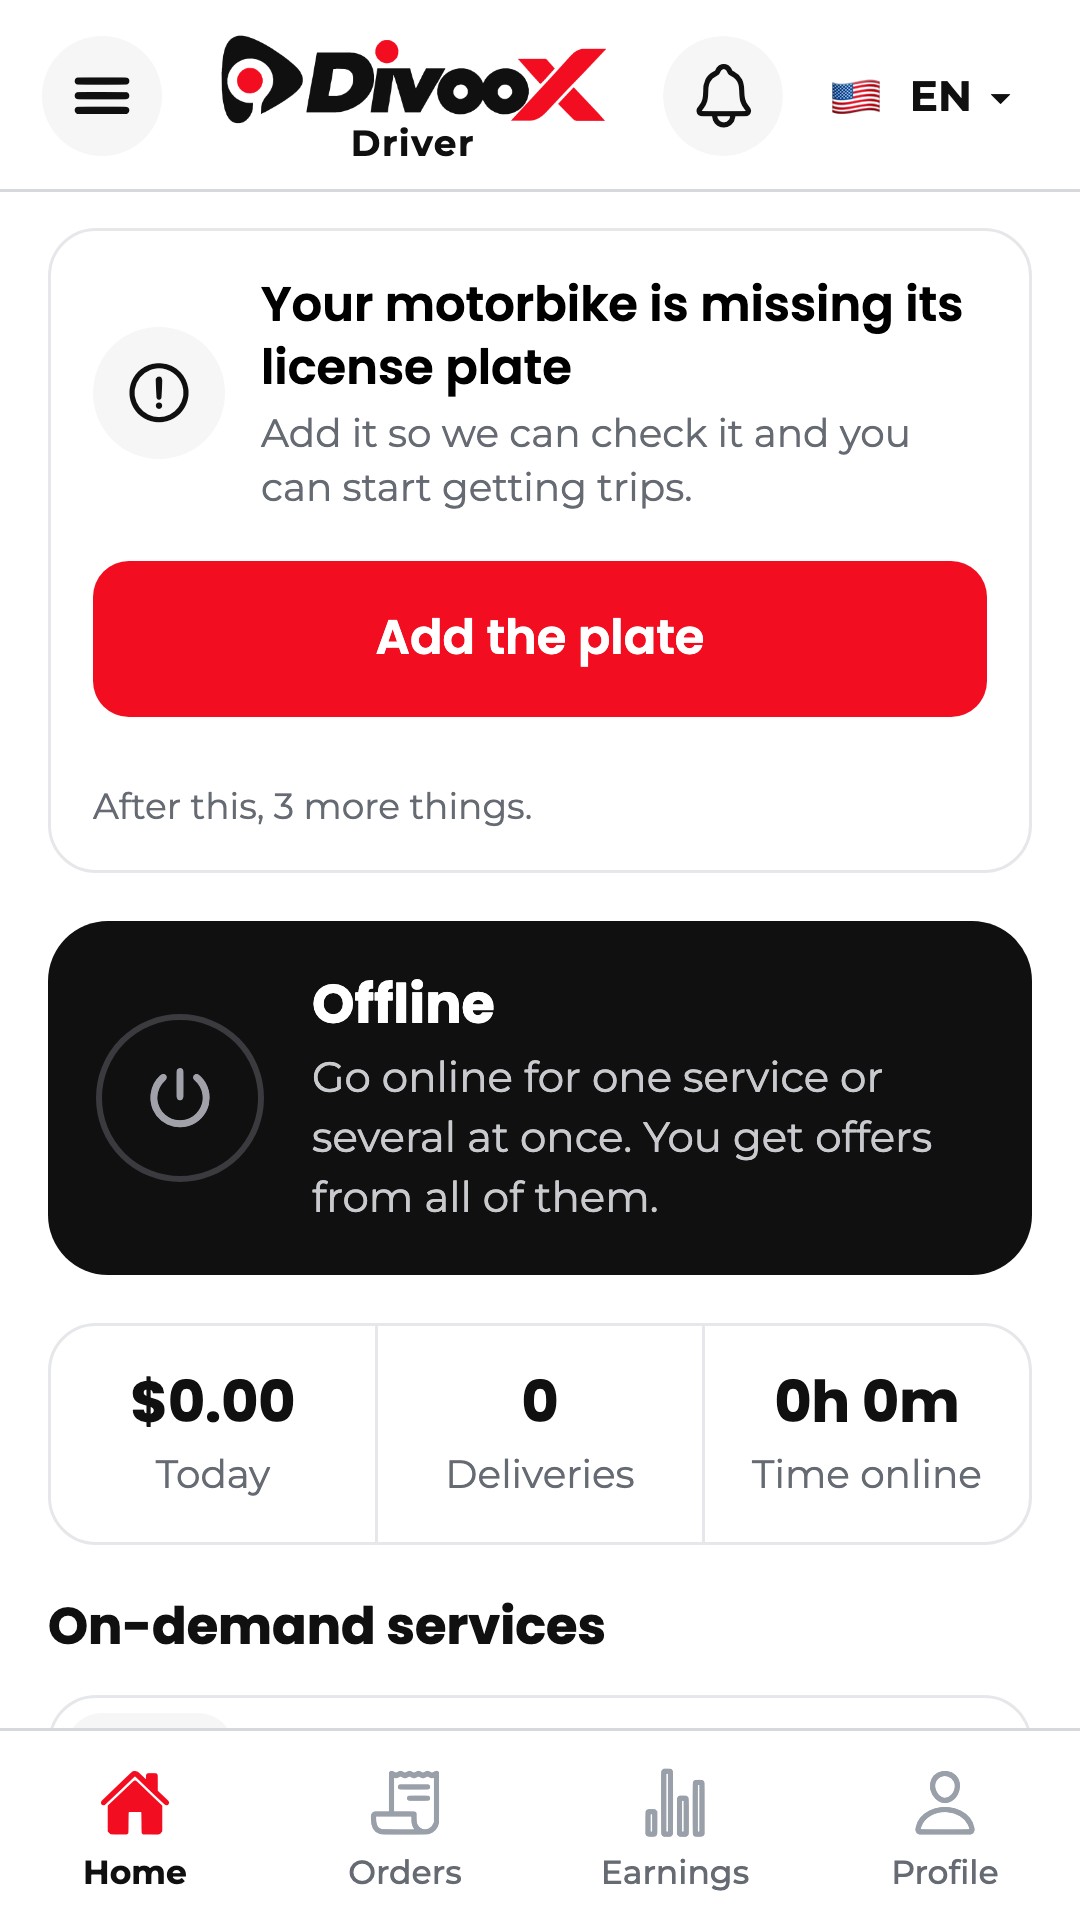 DivooX
Driver
EN
Your motorbike is missing its
license plate
Add it so we can check it and you
can start getting trips.
Add the plate
After this, 3 more things.
Offline
Go online for one service or
several at once. You get offers
from all of them.
$0.00
Today
0
Deliveries
0h 0m
Time online
On-demand services
Home
Orders
Earnings
Profile